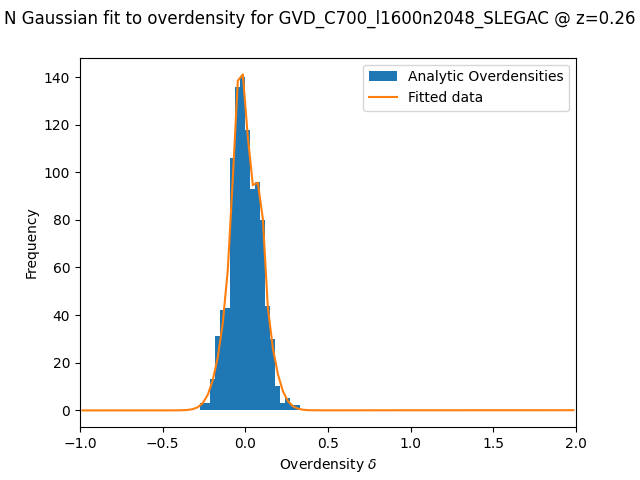 N Gaussian fit to overdensity for GVD_C700_l1600n2048_SLEGAC @ z=0.26
Analytic Overdensities
Fitted data
Frequency
140
120
100
80
60
40
20
0
−1.0 −0.5 0.0 0.5 1.0 1.5 2.0
Overdensity δ